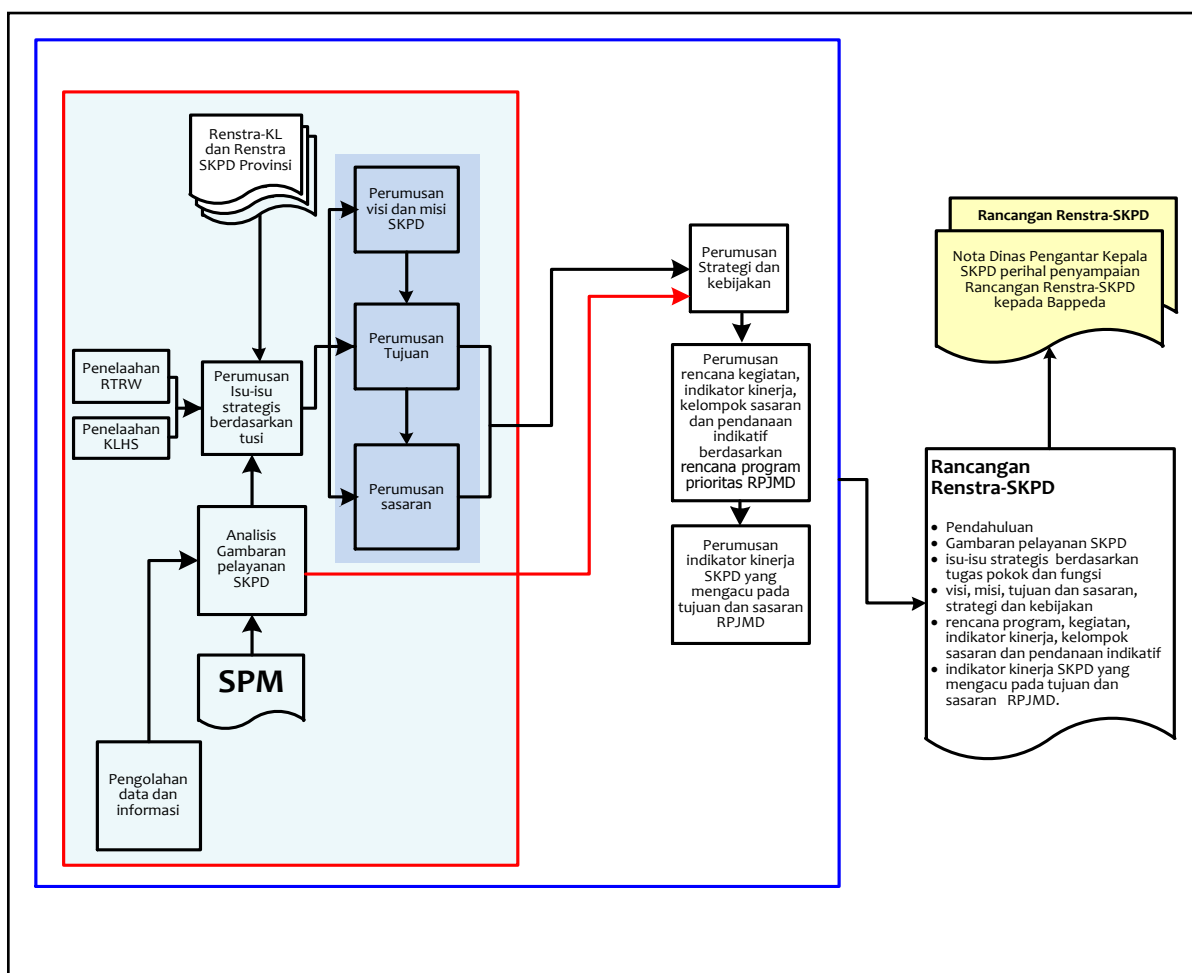 Renstra-KL
dan Renstra
SKPD Provinsi
Perumusan
visi dan misi
SKPD
Perumusan
Tujuan
Perumusan
sasaran
Penelaahan
RTRW
Penelaahan
KLHS
Perumusan
Isu-isu
strategis
berdasarkan
tusi
Analisis
Gambaran
pelayanan
SKPD
SPM
Pengolahan
data dan
informasi
Perumusan
Strategi dan
kebijakan
Perumusan
rencana kegiatan,
indikator kinerja,
kelompok sasaran
dan pendanaan
indikatif
berdasarkan
rencana program
prioritas RPJMD
Perumusan
indikator kinerja
SKPD yang
mengacu pada
tujuan dan sasaran
RPJMD
Rancangan Renstra-SKPD
Nota Dinas Pengantar Kepala
SKPD perihal penyampaian
Rancangan Renstra-SKPD
kepada Bappeda
Rancangan
Renstra-SKPD
• Pendahuluan
• Gambaran pelayanan SKPD
• isu-isu strategis berdasarkan
tugas pokok dan fungsi
• visi, misi, tujuan dan sasaran,
strategi dan kebijakan
• rencana program, kegiatan,
indikator kinerja, kelompok
sasaran dan pendanaan indikatif
• indikator kinerja SKPD yang
mengacu pada tujuan dan
sasaran RPJMD.